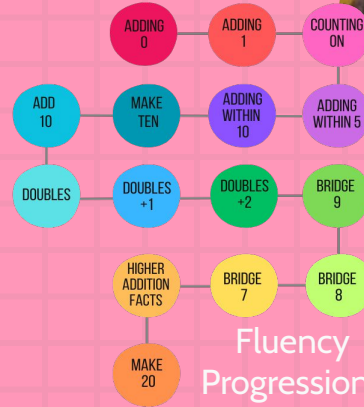 ADDING
0
ADDING
1
COUNTING
ON
ADD
10
MAKE
TEN
ADDING
WITHIN
10
ADDING
WITHIN 5
DOUBLES
DOUBLES
+1
DOUBLES
+2
BRIDGE
9
HIGHER
ADDITION
FACTS
BRIDGE
7
BRIDGE
8
MAKE
20
Fluency
Progression